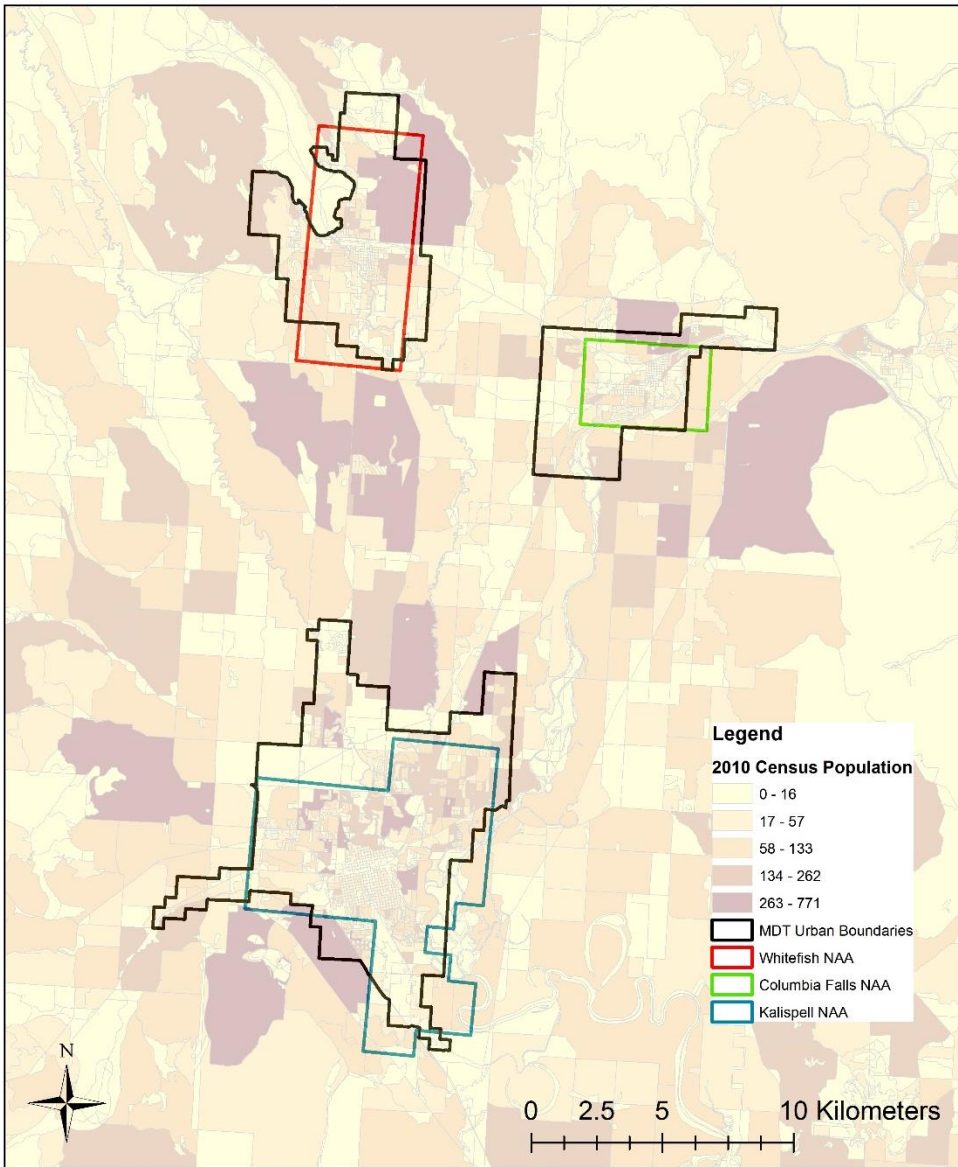 Legend
2010 Census Population
0 - 16
17 - 57
58 - 133
134 - 262
263 - 771
MDT Urban Boundaries
Whitefish NAA
Columbia Falls NAA
Kalispell NAA
N
0 2.5 5 10 Kilometers